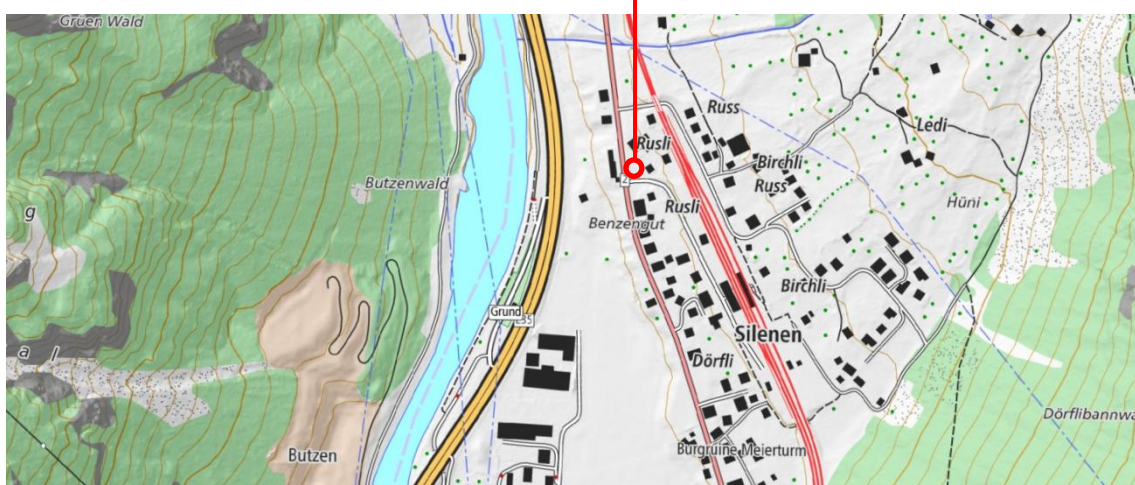 Gruen Wald
Russ
Ledi
Rusli
Birchli
Butzenwald
Russ
2
g
Rusli
Hüni
Benzengut
Birchli
Grund
E35
Silenen
a l
Dörfli
Dörflibannwa
Butzen
Burgruine Meierturm